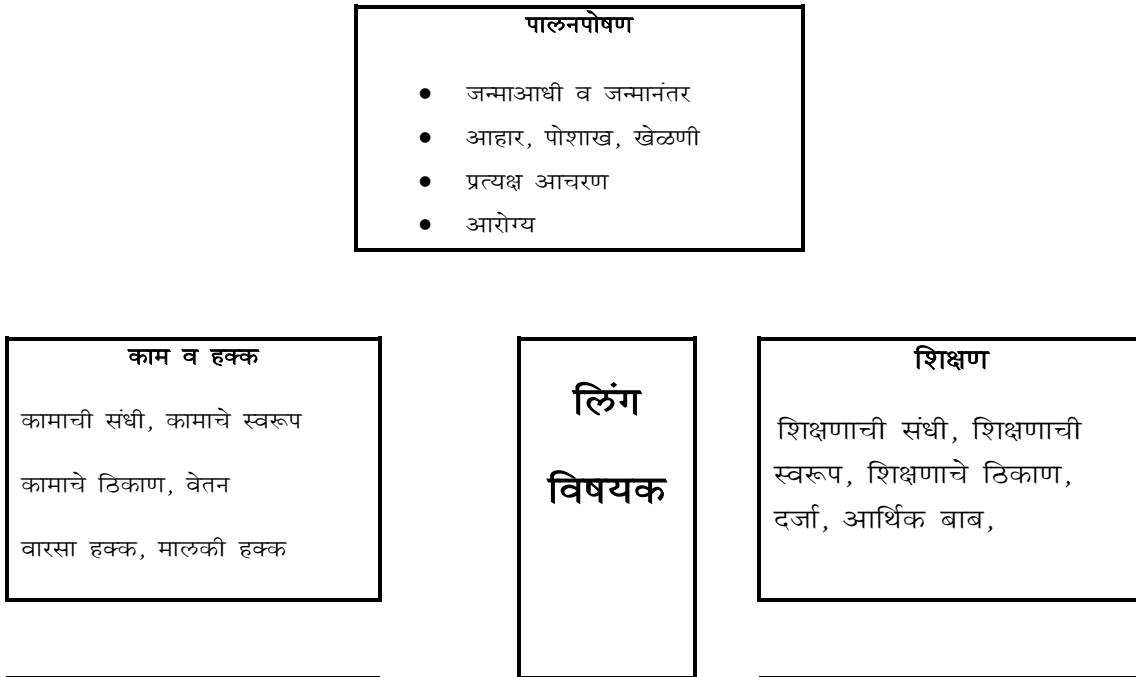 पालनपोषण
● जन्माआधी व जन्मानंतर
● आहार, पोशाख, खेळणी
● प्रत्यक्ष आचरण
● आरोग्य
काम व हक्क
कामाची संधी, कामाचे स्वरूप
कामाचे ठिकाण, वेतन
वारसा हक्क, मालकी हक्क
लिंग
विषयक
शिक्षण
शिक्षणाची संधी, शिक्षणाची
स्वरूप, शिक्षणाचे ठिकाण,
दर्जा, आर्थिक बाब,